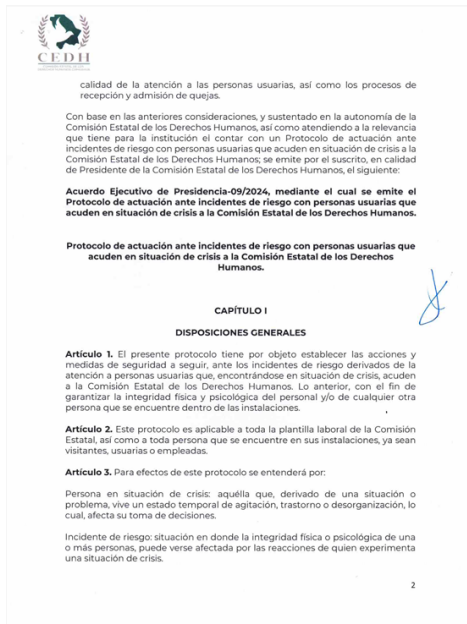 CEDH
calidad de la atención a las personas usuarias, así como los procesos de
recepción y admisión de quejas.
Con base en las anteriores consideraciones, y sustentado en la autonomía de la
Comisión Estatal de los Derechos Humanos, así como atendiendo a la relevancia
que tiene para la institución el contar con un Protocolo de actuación ante
incidentes de riesgo con personas usuarias que acuden en situación de crisis a la
Comisión Estatal de los Derechos Humanos; se emite por el suscrito, en calidad
de Presidente de la Comisión Estatal de los Derechos Humanos, el siguiente:
Acuerdo Ejecutivo de Presidencia-09/2024, mediante el cual se emite el
Protocolo de actuación ante incidentes de riesgo con personas usuarias que
acuden en situación de crisis a la Comisión Estatal de los Derechos Humanos.
Protocolo de actuación ante incidentes de riesgo con personas usuarias que
acuden en situación de crisis a la Comisión Estatal de los Derechos
Humanos.
CAPÍTULO I
DISPOSICIONES GENERALES
Artículo 1. El presente protocolo tiene por objeto establecer las acciones y
medidas de seguridad a seguir, ante los incidentes de riesgo derivados de la
atención a personas usuarias que, encontrándose en situación de crisis, acuden
a la Comisión Estatal de los Derechos Humanos. Lo anterior, con el fin de
garantizar la integridad física y psicológica del personal y/o de cualquier otra
persona que se encuentre dentro de las instalaciones.
Artículo 2. Este protocolo es aplicable a toda la plantilla laboral de la Comisión
Estatal, así como a toda persona que se encuentre en sus instalaciones, ya sean
visitantes, usuarias o empleadas.
Artículo 3. Para efectos de este protocolo se entenderá por:
Persona en situación de crisis: aquélla que, derivado de una situación o
problema, vive un estado temporal de agitación, trastorno o desorganización, lo
cual, afecta su toma de decisiones.
Incidente de riesgo: situación en donde la integridad física o psicológica de una
o más personas, puede verse afectada por las reacciones de quien experimenta
una situación de crisis.
2